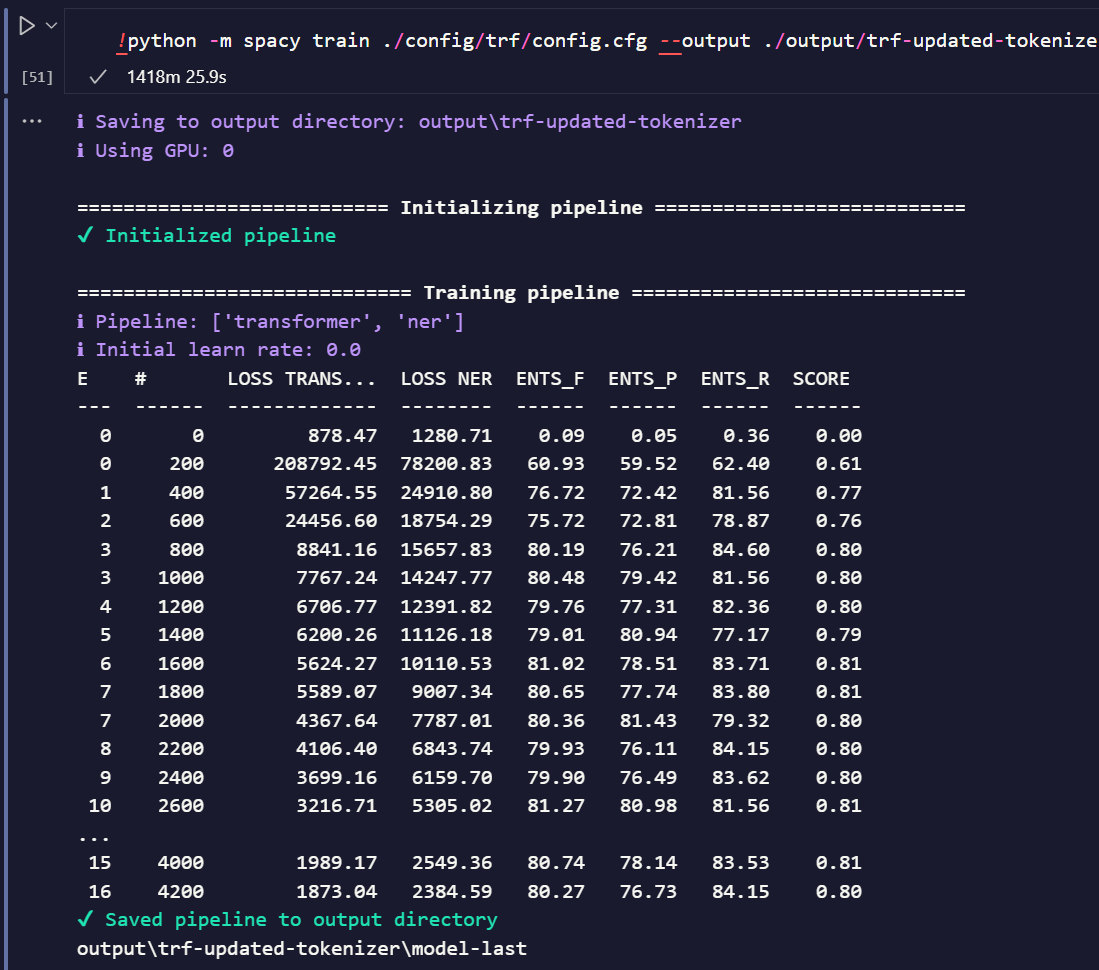 !python -m spacy train ./config/trf/config.cfg --output ./output/trf-updated-tokenize
[51] ✓ 1418m 25.9s
... ℹ Saving to output directory: output\trf-updated-tokenizer
ℹ Using GPU: 0
=========================== Initializing pipeline ===========================
✔ Initialized pipeline
============================= Training pipeline =============================
ℹ Pipeline: ['transformer', 'ner']
ℹ Initial learn rate: 0.0
E    #       LOSS TRANS...  LOSS NER  ENTS_F  ENTS_P  ENTS_R  SCORE
---  ------  -------------  --------  ------  ------  ------  ------
  0       0         878.47   1280.71    0.09    0.05    0.36    0.00
  0     200      208792.45  78200.83   60.93   59.52   62.40    0.61
  1     400       57264.55  24910.80   76.72   72.42   81.56    0.77
  2     600       24456.60  18754.29   75.72   72.81   78.87    0.76
  3     800        8841.16  15657.83   80.19   76.21   84.60    0.80
  3    1000        7767.24  14247.77   80.48   79.42   81.56    0.80
  4    1200        6706.77  12391.82   79.76   77.31   82.36    0.80
  5    1400        6200.26  11126.18   79.01   80.94   77.17    0.79
  6    1600        5624.27  10110.53   81.02   78.51   83.71    0.81
  7    1800        5589.07   9007.34   80.65   77.74   83.80    0.81
  7    2000        4367.64   7787.01   80.36   81.43   79.32    0.80
  8    2200        4106.40   6843.74   79.93   76.11   84.15    0.80
  9    2400        3699.16   6159.70   79.90   76.49   83.62    0.80
 10    2600        3216.71   5305.02   81.27   80.98   81.56    0.81
...
 15    4000        1989.17   2549.36   80.74   78.14   83.53    0.81
 16    4200        1873.04   2384.59   80.27   76.73   84.15    0.80
✔ Saved pipeline to output directory
output\trf-updated-tokenizer\model-last